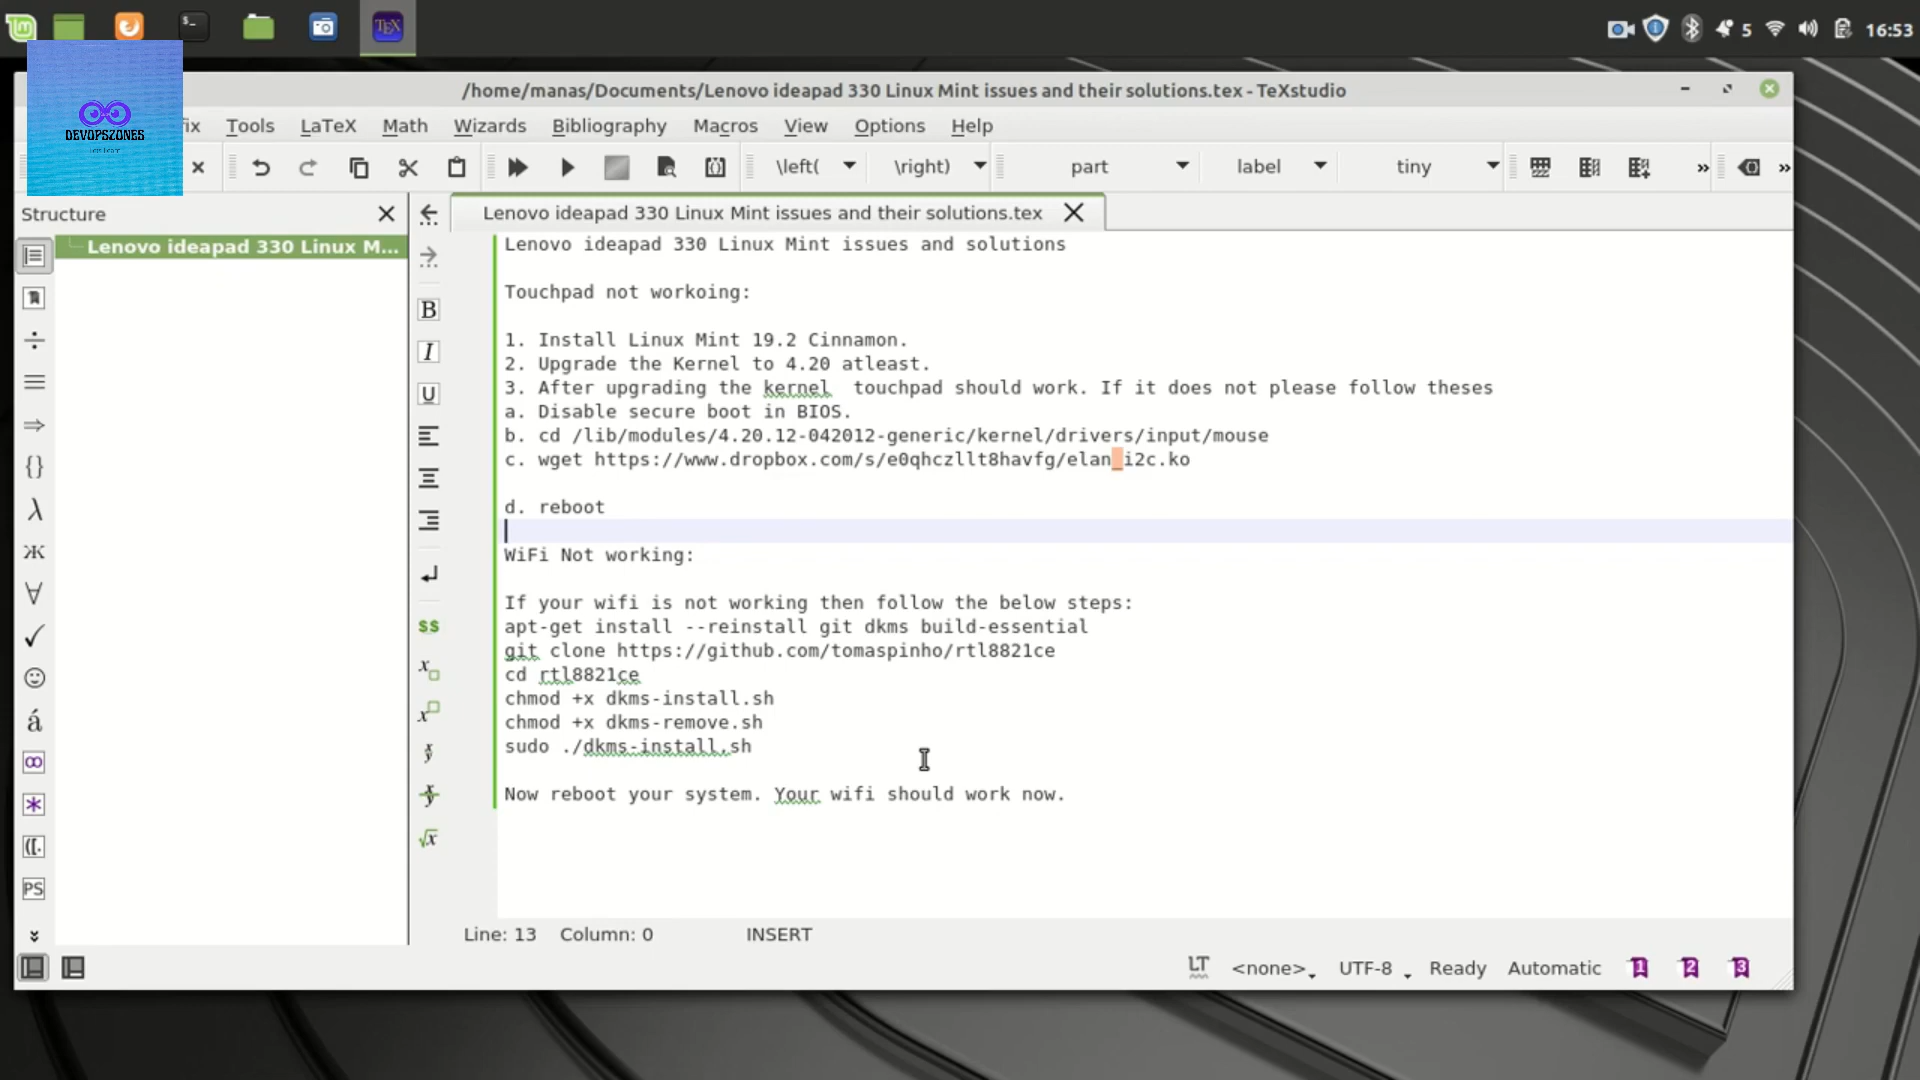 5 16:53
/home/manas/Documents/Lenovo ideapad 330 Linux Mint issues and their solutions.tex - TeXstudio
DEVOPSZONES
ix Tools LaTeX Math Wizards Bibliography Macros View Options Help
\left( \right) part label tiny
Structure
Lenovo ideapad 330 Linux Mint issues and their solutions.tex
Lenovo ideapad 330 Linux M...
Lenovo ideapad 330 Linux Mint issues and solutions
Touchpad not workoing:
1. Install Linux Mint 19.2 Cinnamon.
2. Upgrade the Kernel to 4.20 atleast.
3. After upgrading the kernel  touchpad should work. If it does not please follow theses
a. Disable secure boot in BIOS.
b. cd /lib/modules/4.20.12-042012-generic/kernel/drivers/input/mouse
c. wget https://www.dropbox.com/s/e0qhczllt8havfg/elan_i2c.ko
d. reboot
WiFi Not working:
If your wifi is not working then follow the below steps:
apt-get install --reinstall git dkms build-essential
git clone https://github.com/tomaspinho/rtl8821ce
cd rtl8821ce
chmod +x dkms-install.sh
chmod +x dkms-remove.sh
sudo ./dkms-install.sh
Now reboot your system. Your wifi should work now.
Line: 13 Column: 0 INSERT
LT <none> UTF-8 Ready Automatic 1 2 3